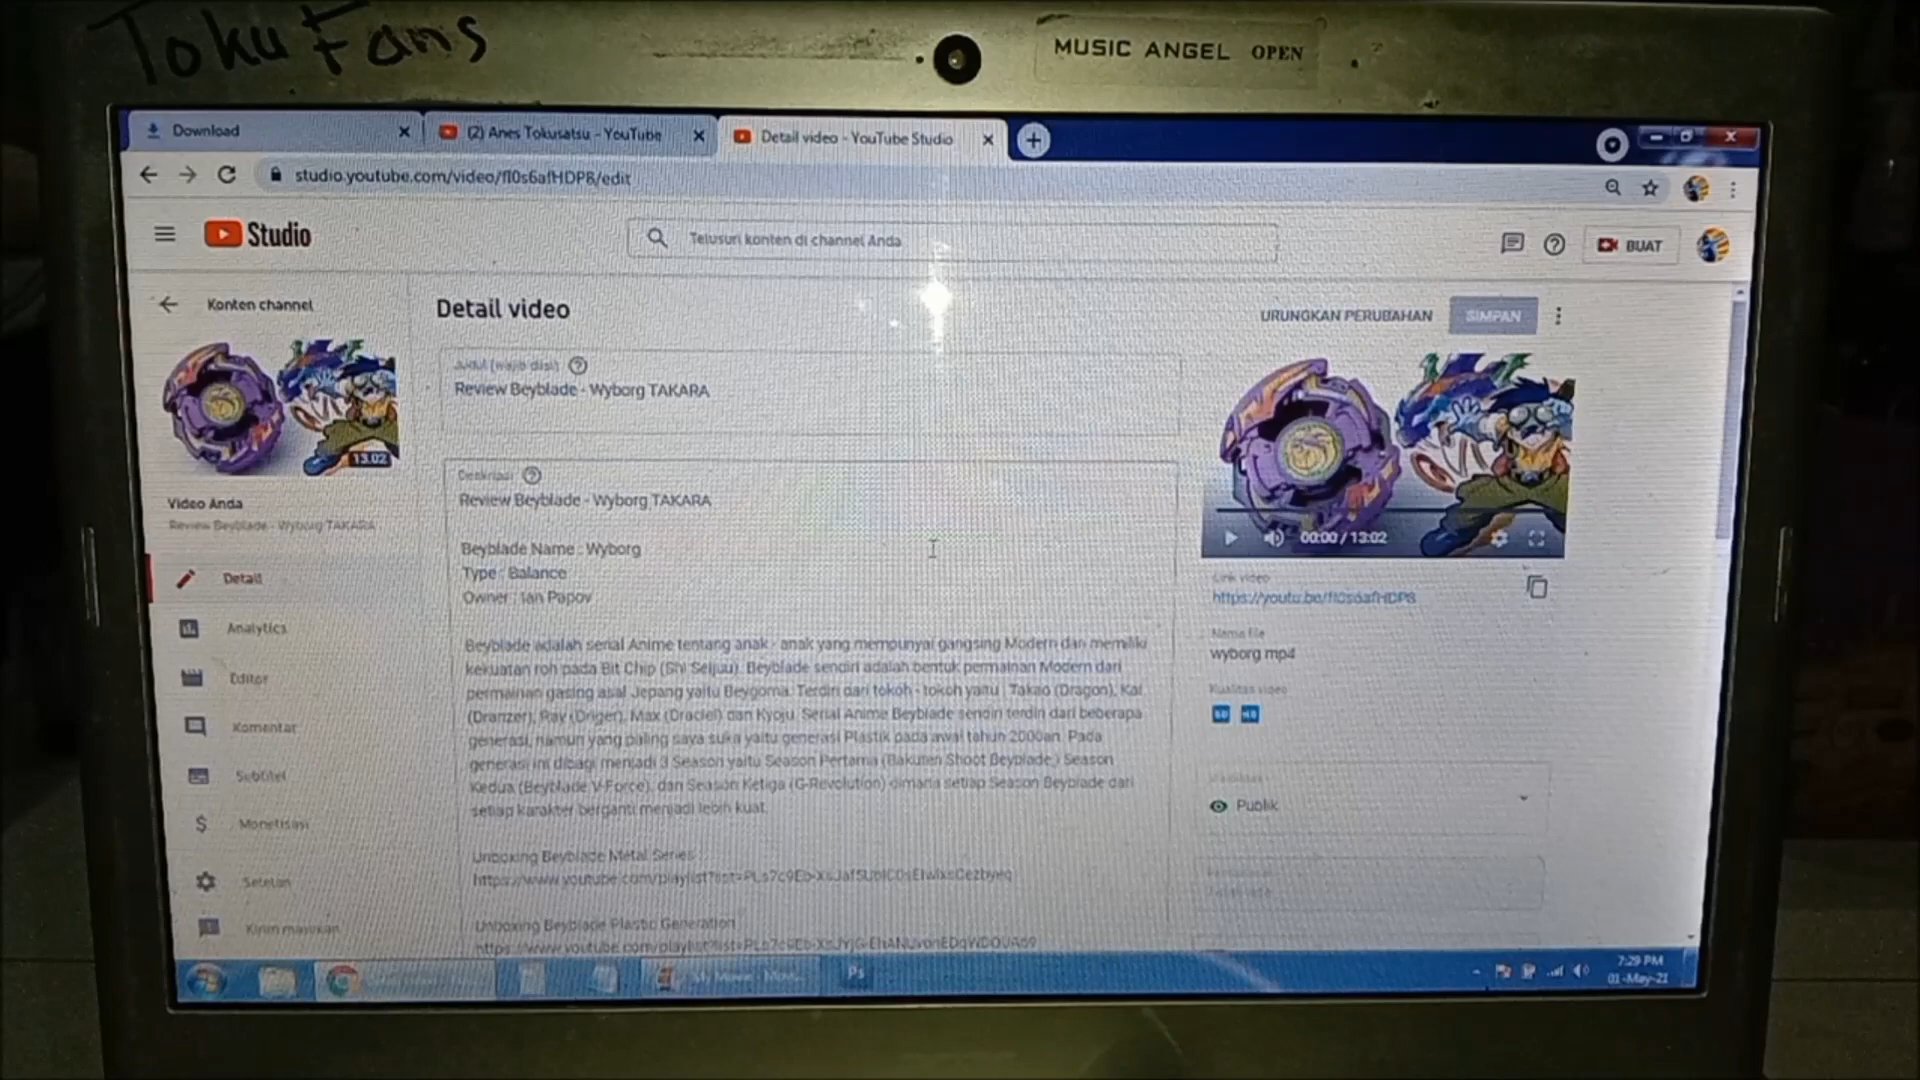 Toku Fans
MUSIC ANGEL OPEN
Download
(2) Anes Tokusatsu - YouTube
Detail video - YouTube Studio
studio.youtube.com/video/fI0s6afHDP8/edit
Studio
Telusuri konten di channel Anda
BUAT
Konten channel
13.02
Video Anda
Review Beyblade - Wyborg TAKARA
Detail
Analytics
Editor
Komentar
Subtitel
Monetisasi
Setelan
Kirim masukan
Detail video
URUNGKAN PERUBAHAN
SIMPAN
Judul (wajib diisi)
Review Beyblade - Wyborg TAKARA
Deskripsi
Review Beyblade - Wyborg TAKARA
Beyblade Name : Wyborg
Type : Balance
Owner : Ian Papov
Beyblade adalah serial Anime tentang anak - anak yang mempunyai gangsing Modern dan memiliki
kekuatan roh pada Bit Chip (Shi Seijuu). Beyblade sendiri adalah bentuk permainan Modern dari
permainan gasing asal Jepang yaitu Beygoma. Terdiri dari tokoh - tokoh yaitu : Takao (Dragon), Kai
(Dranzer), Ray (Driger), Max (Draciel) dan Kyoju. Serial Anime Beyblade sendiri terdiri dari beberapa
generasi, namun yang paling saya suka yaitu generasi Plastik pada awal tahun 2000an. Pada
generasi ini dibagi menjadi 3 Season yaitu Season Pertama (Bakuten Shoot Beyblade,) Season
Kedua (Beyblade V-Force), dan Season Ketiga (G-Revolution) dimana setiap Season Beyblade dari
setiap karakter berganti menjadi lebih kuat.
Unboxing Beyblade Metal Series :
Unboxing Beyblade Plastic Generation
00:00 / 13:02
Link video
https://youtu.be/fI0s6afHDP8
Nama file
wyborg.mp4
Kualitas video
SD HD
Publik
Ps
7:29 PM
01-May-21